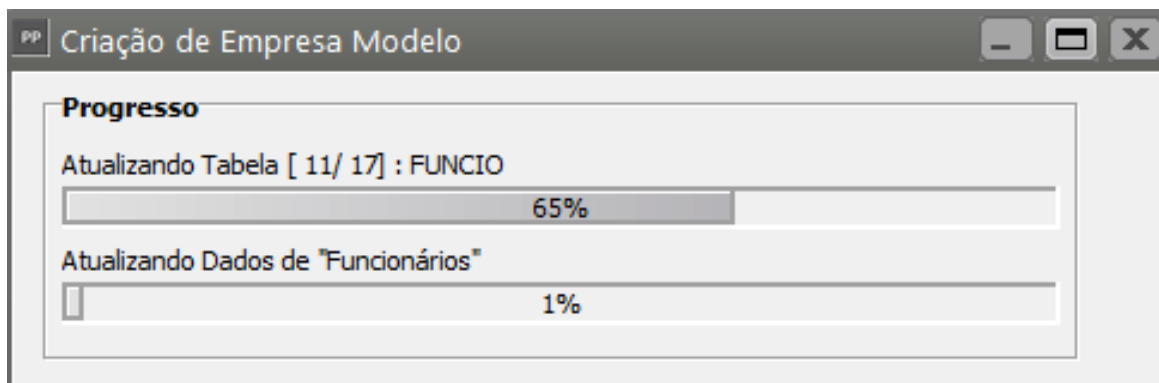 PP Criação de Empresa Modelo
Progresso
Atualizando Tabela [ 11/ 17] : FUNCIO
65%
Atualizando Dados de "Funcionários"
1%